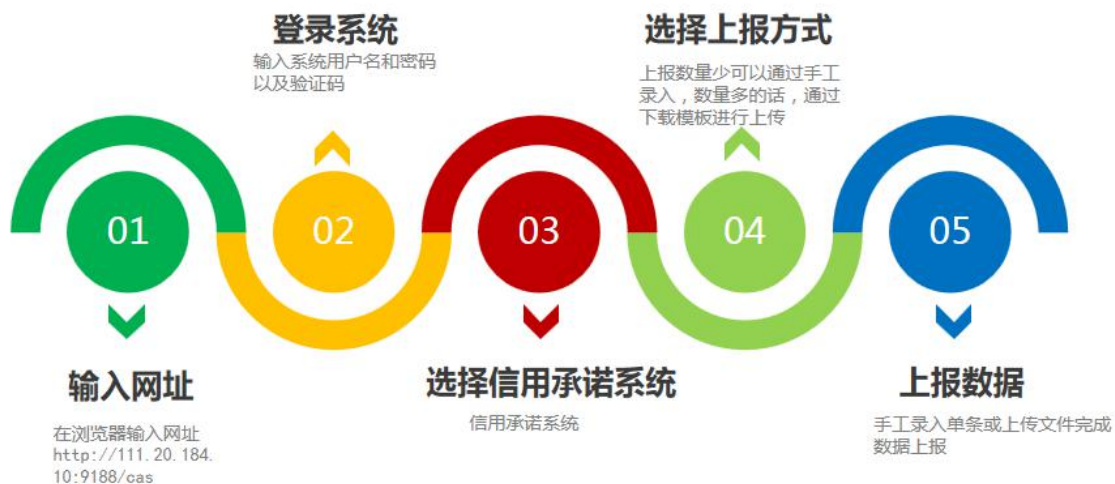 登录系统
输入系统用户名和密码
以及验证码
选择上报方式
上报数量少可以通过手工
录入，数量多的话，通过
下载模板进行上传
01
02
03
04
05
输入网址
在浏览器输入网址
http://111.20.184.
10:9188/cas
选择信用承诺系统
信用承诺系统
上报数据
手工录入单条或上传文件完成
数据上报